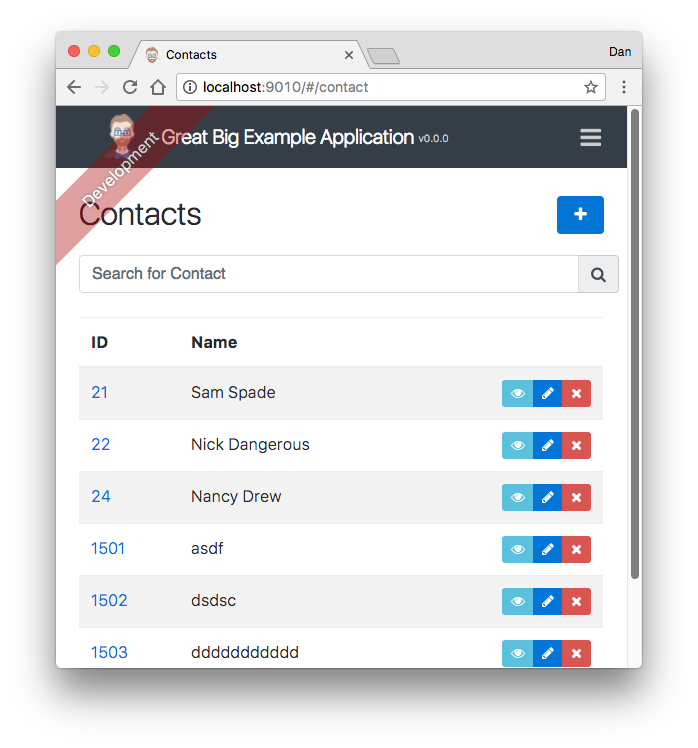 Contacts
Dan
localhost:9010/#/contact
Great Big Example Application v0.0.0
Development
Contacts
Search for Contact
ID Name
21 Sam Spade
22 Nick Dangerous
24 Nancy Drew
1501 asdf
1502 dsdsc
1503 ddddddddddd